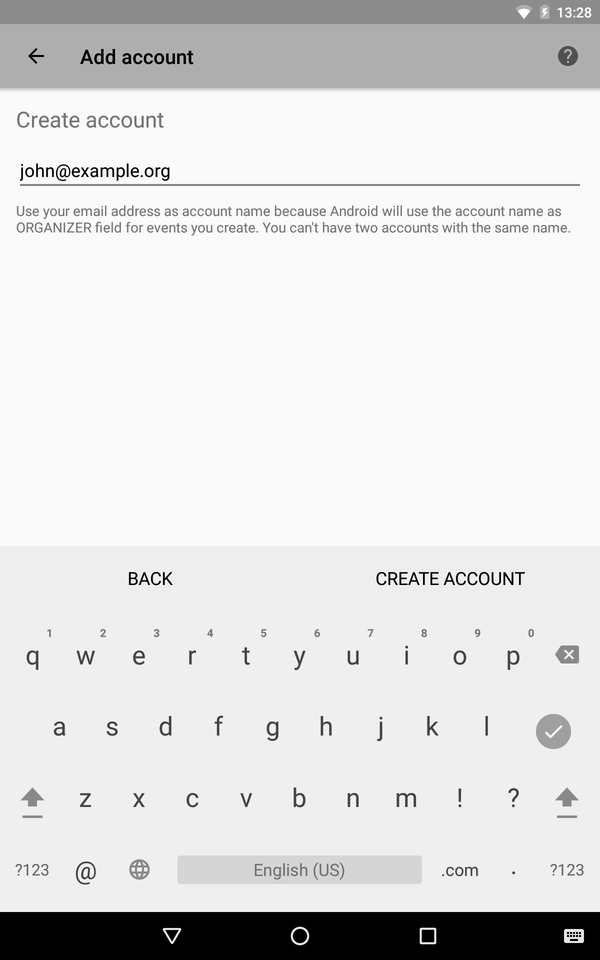 13:28
Add account
Create account
john@example.org
Use your email address as account name because Android will use the account name as
ORGANIZER field for events you create. You can't have two accounts with the same name.
BACK CREATE ACCOUNT
1 2 3 4 5 6 7 8 9 0
q w e r t y u i o p
a s d f g h j k l
z x c v b n m ! ?
?123 @ English (US) .com . ?123